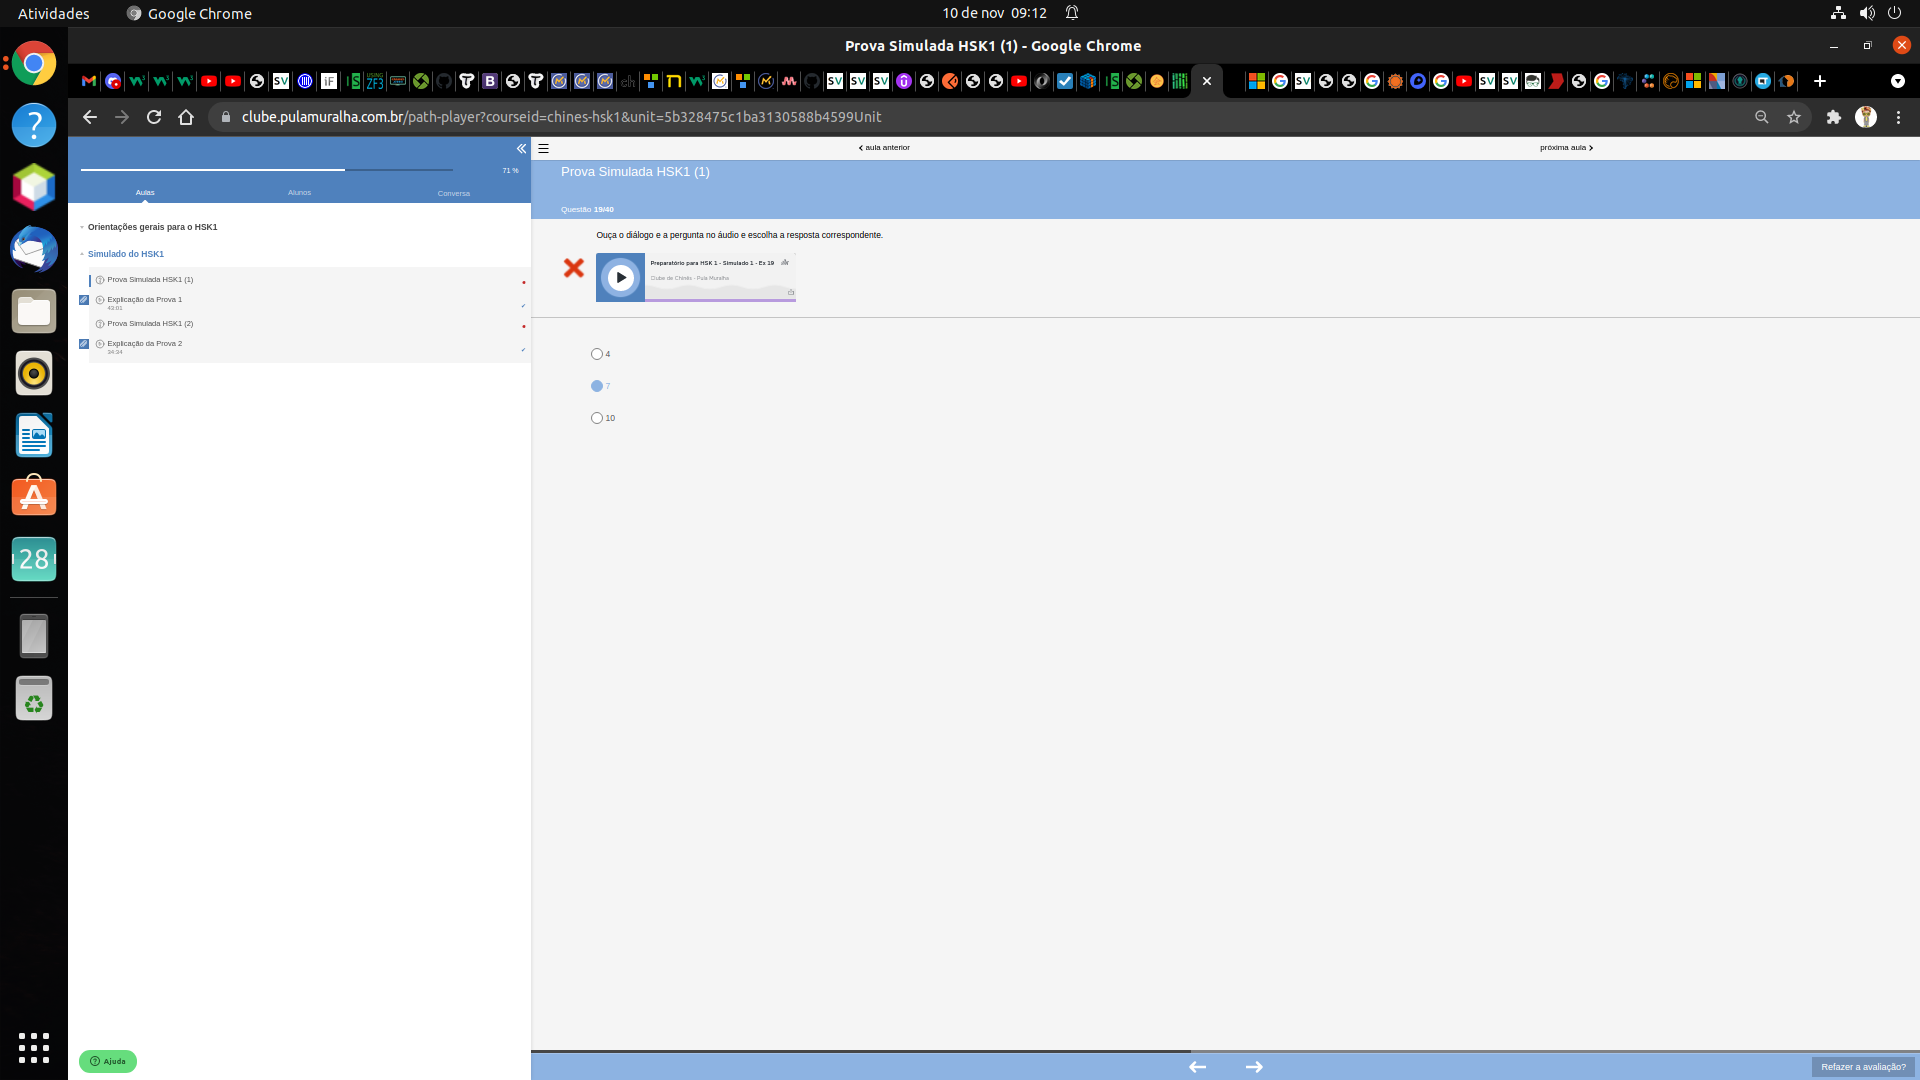 Atividades
Google Chrome
10 de nov 09:12
Prova Simulada HSK1 (1) - Google Chrome
clube.pulamuralha.com.br/path-player?courseid=chines-hsk1&unit=5b328475c1ba3130588b4599Unit
71 %
Aulas
Alunos
Conversa
Orientações gerais para o HSK1
Simulado do HSK1
Prova Simulada HSK1 (1)
Explicação da Prova 1
43:01
Prova Simulada HSK1 (2)
Explicação da Prova 2
34:34
Ajuda
28
aula anterior
próxima aula
Prova Simulada HSK1 (1)
Questão 19/40
Ouça o diálogo e a pergunta no áudio e escolha a resposta correspondente.
Preparatório para HSK 1 - Simulado 1 - Ex 19
Clube de Chinês - Pula Muralha
4
7
10
Refazer a avaliação?